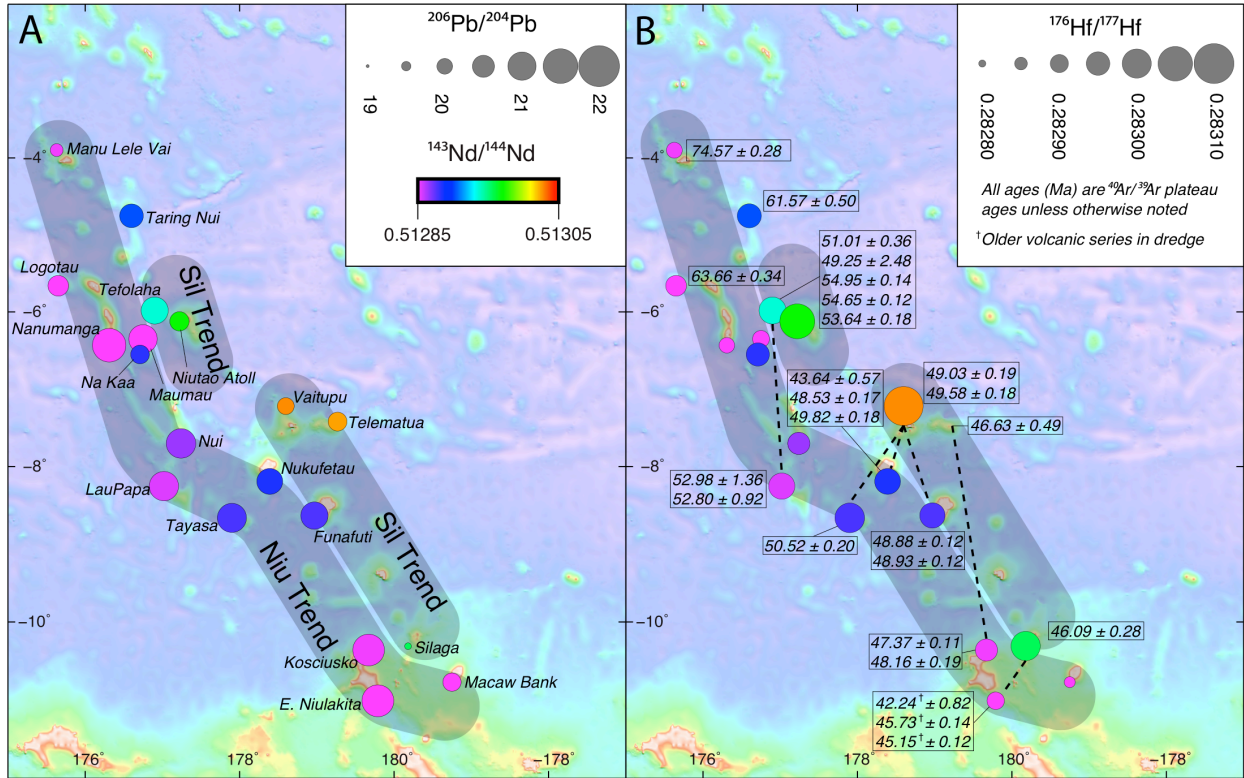 A
206Pb/204Pb
19
20
21
22
143Nd/144Nd
0.51285
0.51305
−4°
−6°
−8°
−10°
Manu Lele Vai
Taring Nui
Logotau
Tefolaha
Sil Trend
Nanumanga
Na Kaa
Niutao Atoll
Maumau
Vaitupu
Telematua
Nui
Nukufetau
LauPapa
Tayasa
Funafuti
Sil Trend
Niu Trend
Silaga
Kosciusko
Macaw Bank
E. Niulakita
176°
178°
180°
−178°
B
176Hf/177Hf
0.28280
0.28290
0.28300
0.28310
All ages (Ma) are 40Ar/39Ar plateau
ages unless otherwise noted
†Older volcanic series in dredge
−4°
−6°
−8°
−10°
74.57 ± 0.28
61.57 ± 0.50
63.66 ± 0.34
51.01 ± 0.36
49.25 ± 2.48
54.95 ± 0.14
54.65 ± 0.12
53.64 ± 0.18
43.64 ± 0.57
48.53 ± 0.17
49.82 ± 0.18
49.03 ± 0.19
49.58 ± 0.18
46.63 ± 0.49
52.98 ± 1.36
52.80 ± 0.92
50.52 ± 0.20
48.88 ± 0.12
48.93 ± 0.12
47.37 ± 0.11
48.16 ± 0.19
46.09 ± 0.28
42.24† ± 0.82
45.73† ± 0.14
45.15† ± 0.12
176°
178°
180°
−178°